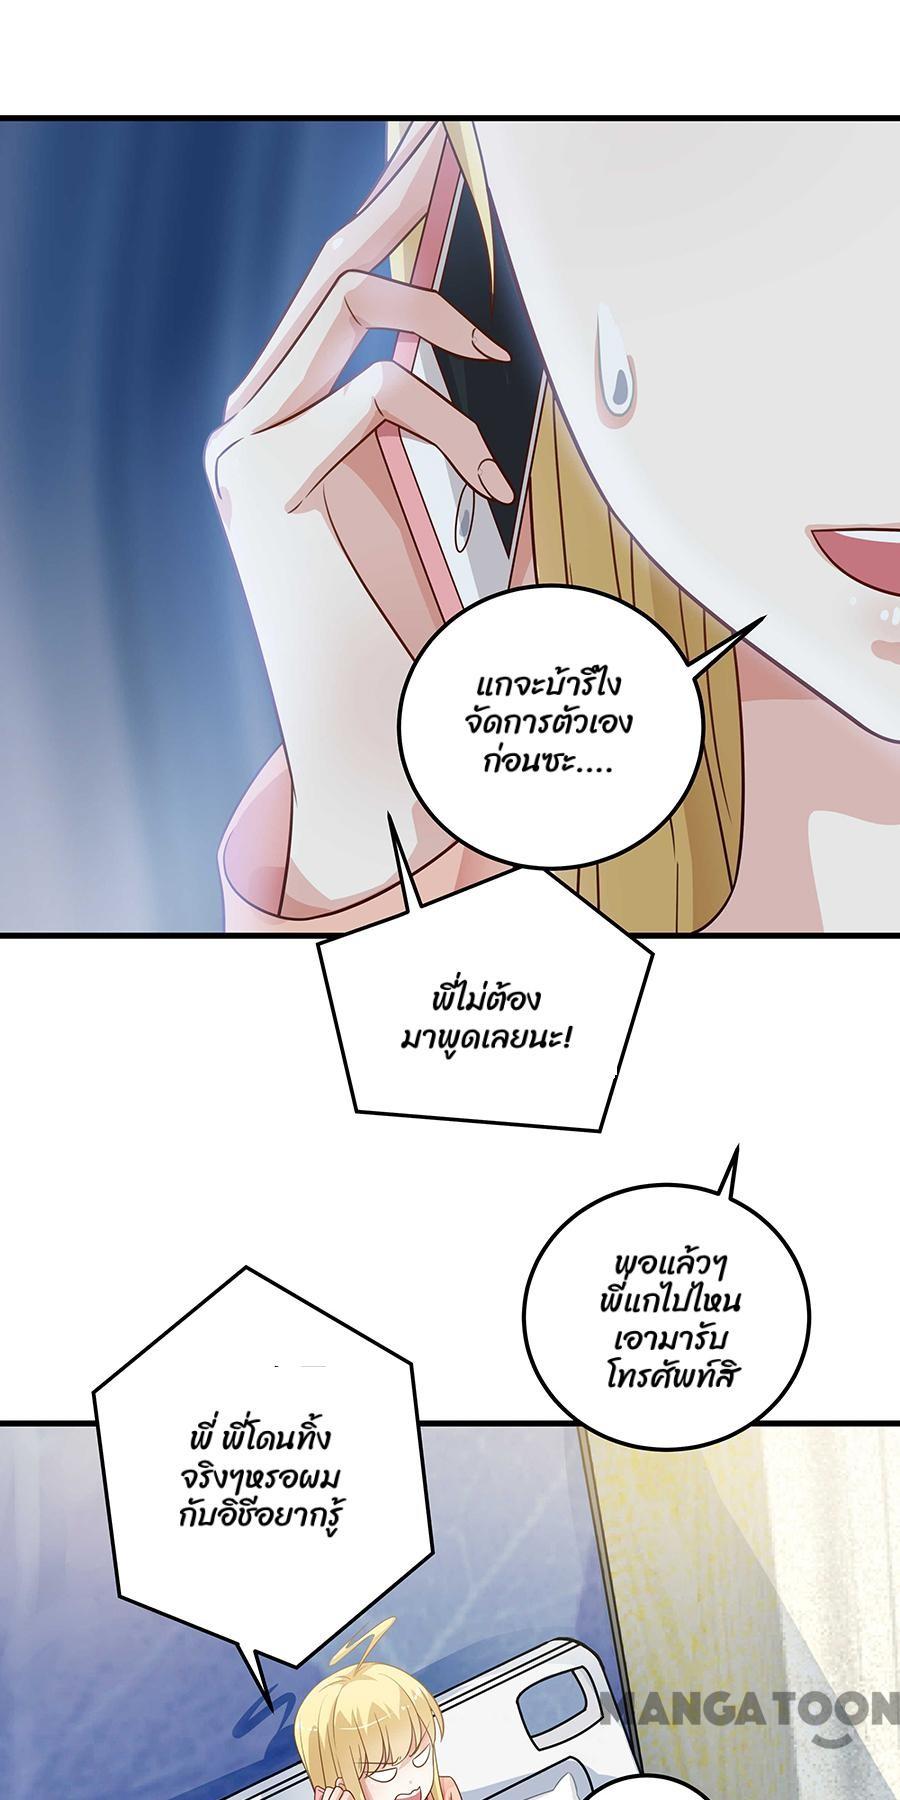 แกจะบ้ารึไง
จัดการตัวเอง
ก่อนซะ....
พี่ไม่ต้อง
มาพูดเลยนะ!
พอแล้วๆ
พี่แกไปไหน
เอามารับ
โทรศัพท์สิ
พี่ พี่โดนทิ้ง
จริงๆหรอผม
กับอิชีอยากรู้
MANGATOON